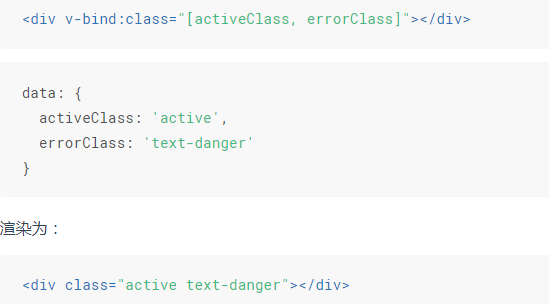 <div v-bind:class="[activeClass, errorClass]"></div>
data: {
  activeClass: 'active',
  errorClass: 'text-danger'
}
渲染为：
<div class="active text-danger"></div>